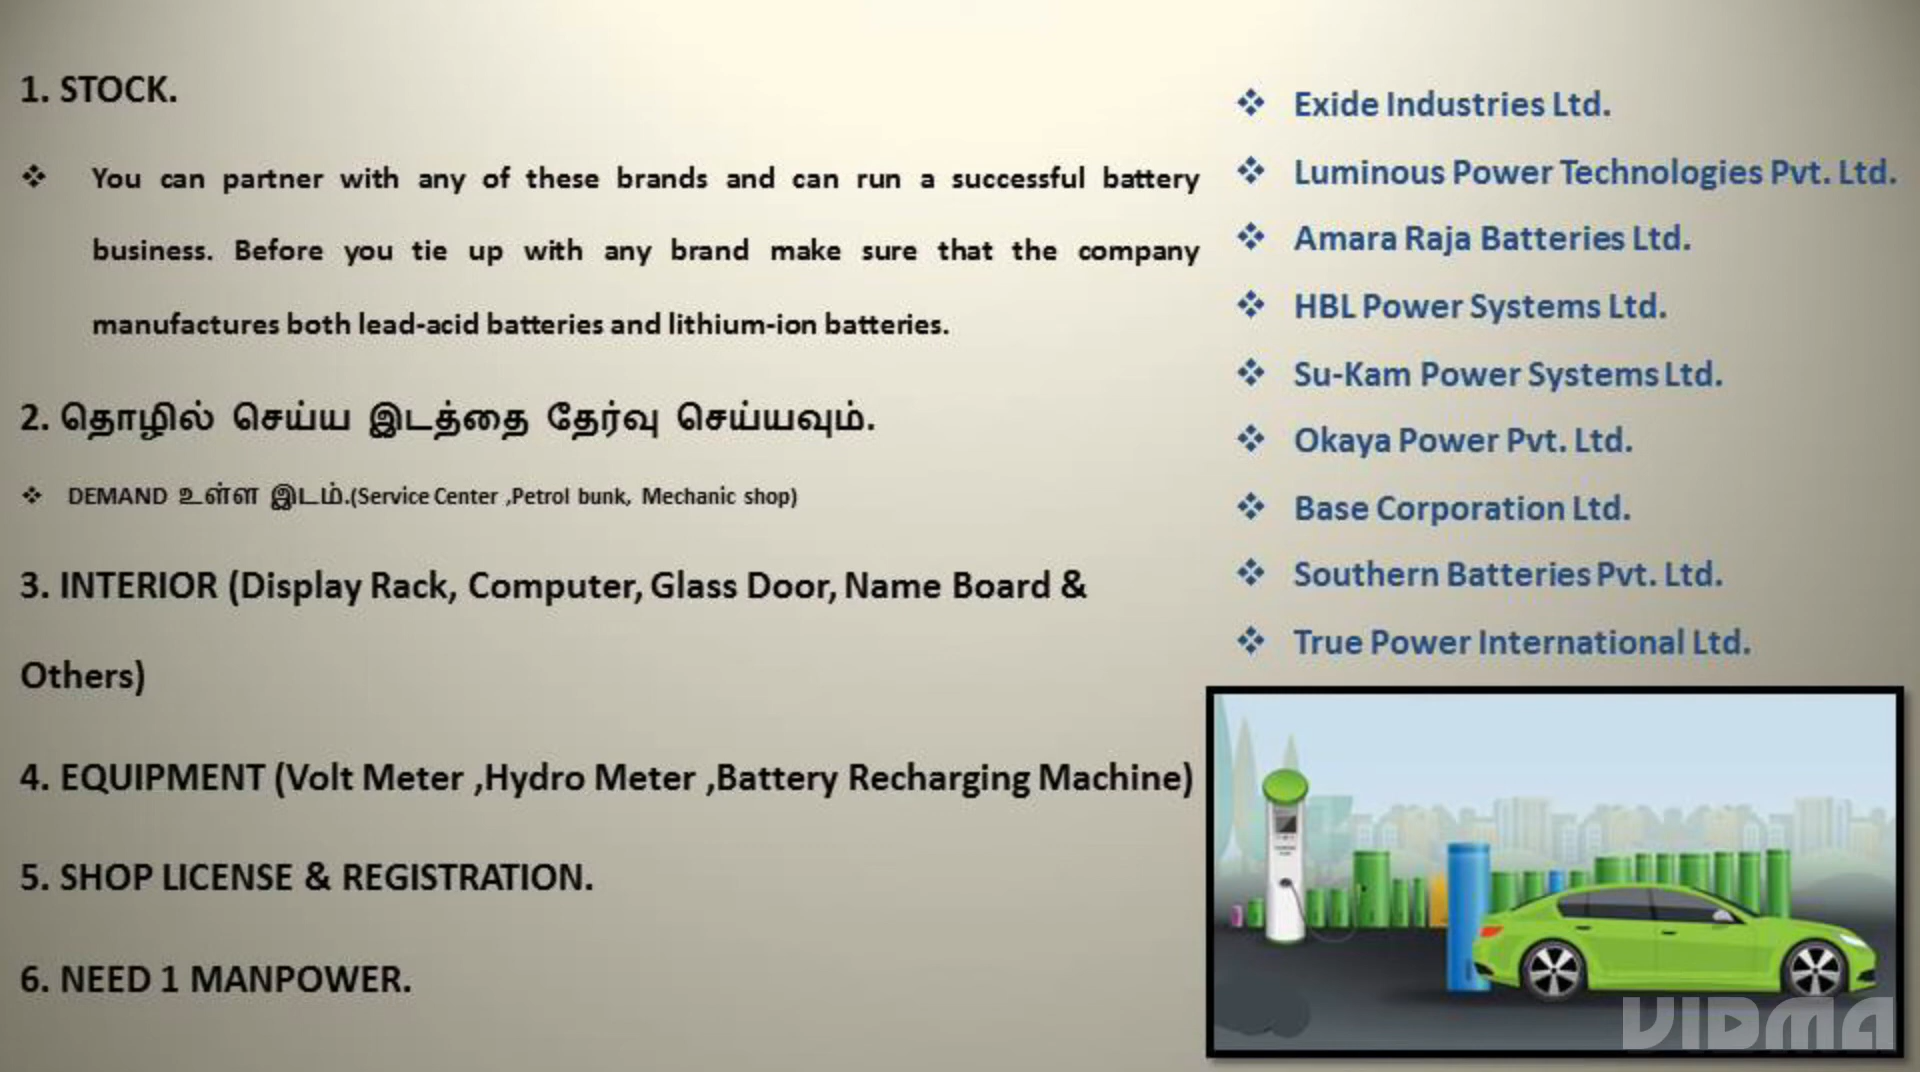 1. STOCK.
❖ You can partner with any of these brands and can run a successful battery
business. Before you tie up with any brand make sure that the company
manufactures both lead-acid batteries and lithium-ion batteries.
2. தொழில் செய்ய இடத்தை தேர்வு செய்யவும்.
❖ DEMAND உள்ள இடம்.(Service Center ,Petrol bunk, Mechanic shop)
3. INTERIOR (Display Rack, Computer, Glass Door, Name Board &
Others)
4. EQUIPMENT (Volt Meter ,Hydro Meter ,Battery Recharging Machine)
5. SHOP LICENSE & REGISTRATION.
6. NEED 1 MANPOWER.
❖ Exide Industries Ltd.
❖ Luminous Power Technologies Pvt. Ltd.
❖ Amara Raja Batteries Ltd.
❖ HBL Power Systems Ltd.
❖ Su-Kam Power Systems Ltd.
❖ Okaya Power Pvt. Ltd.
❖ Base Corporation Ltd.
❖ Southern Batteries Pvt. Ltd.
❖ True Power International Ltd.
VIDMA